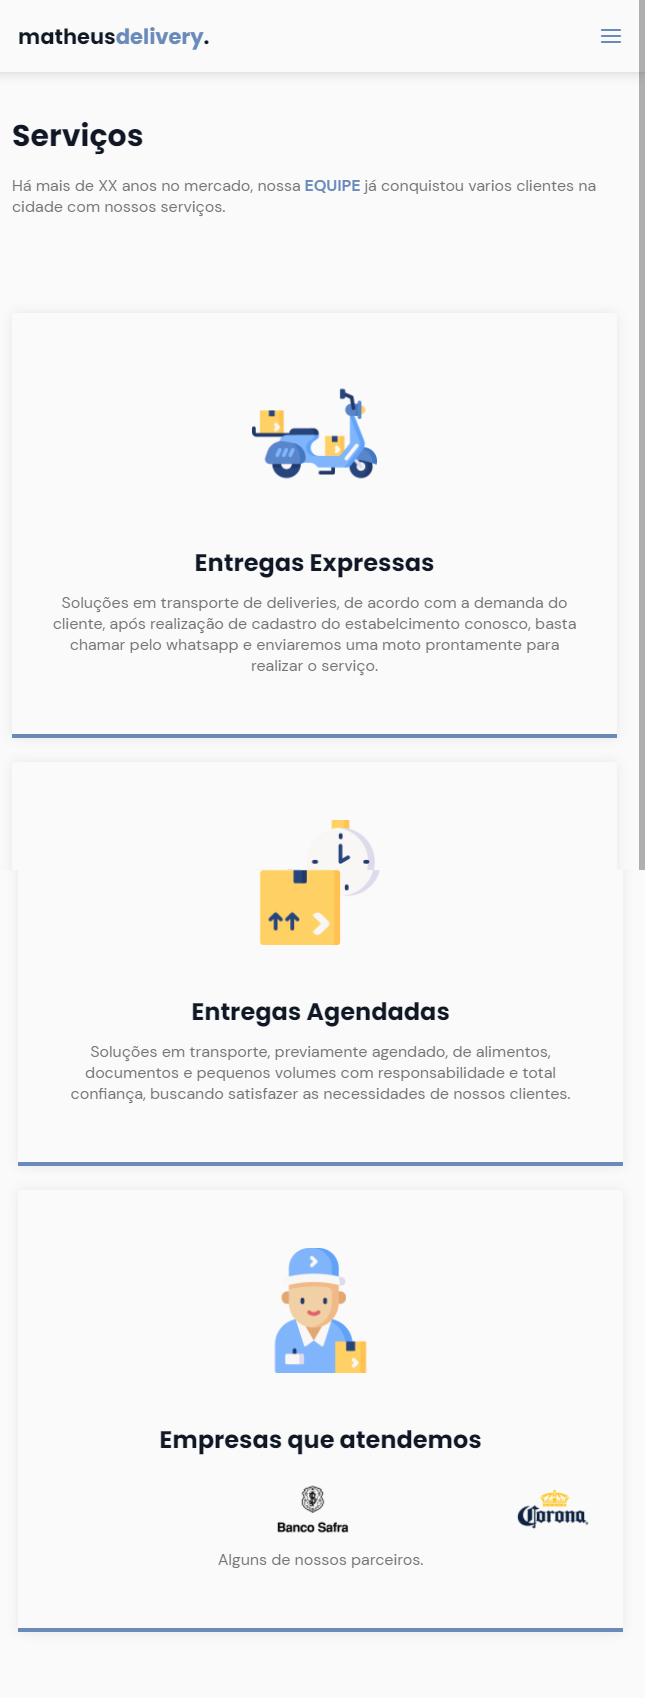 matheusdelivery.
Serviços
Há mais de XX anos no mercado, nossa EQUIPE já conquistou varios clientes na
cidade com nossos serviços.
Entregas Expressas
Soluções em transporte de deliveries, de acordo com a demanda do
cliente, após realização de cadastro do estabelcimento conosco, basta
chamar pelo whatsapp e enviaremos uma moto prontamente para
realizar o serviço.
Entregas Agendadas
Soluções em transporte, previamente agendado, de alimentos,
documentos e pequenos volumes com responsabilidade e total
confiança, buscando satisfazer as necessidades de nossos clientes.
Empresas que atendemos
Banco Safra
Corona
Alguns de nossos parceiros.